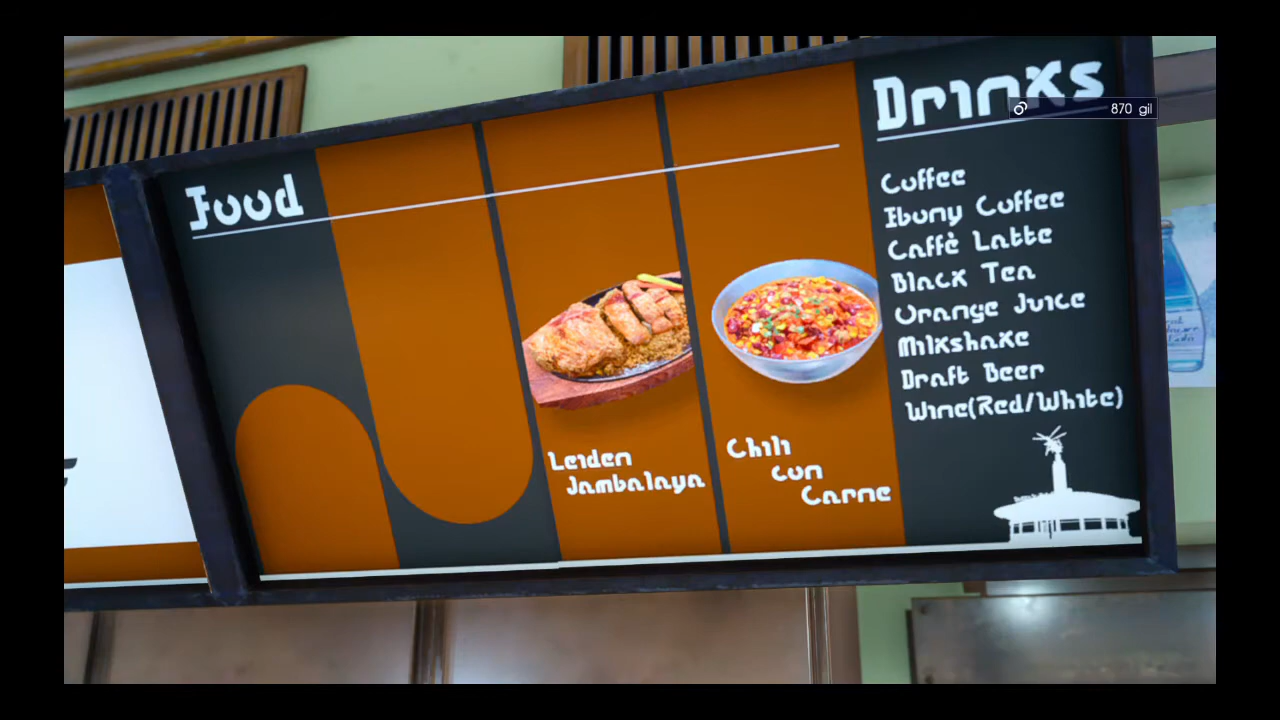 Food
Leiden
Jambalaya
Chili
con
Carne
Drinks
870 gil
Coffee
Ebony Coffee
Caffè Latte
Black Tea
Orange Juice
Milkshake
Draft Beer
Wine(Red/White)